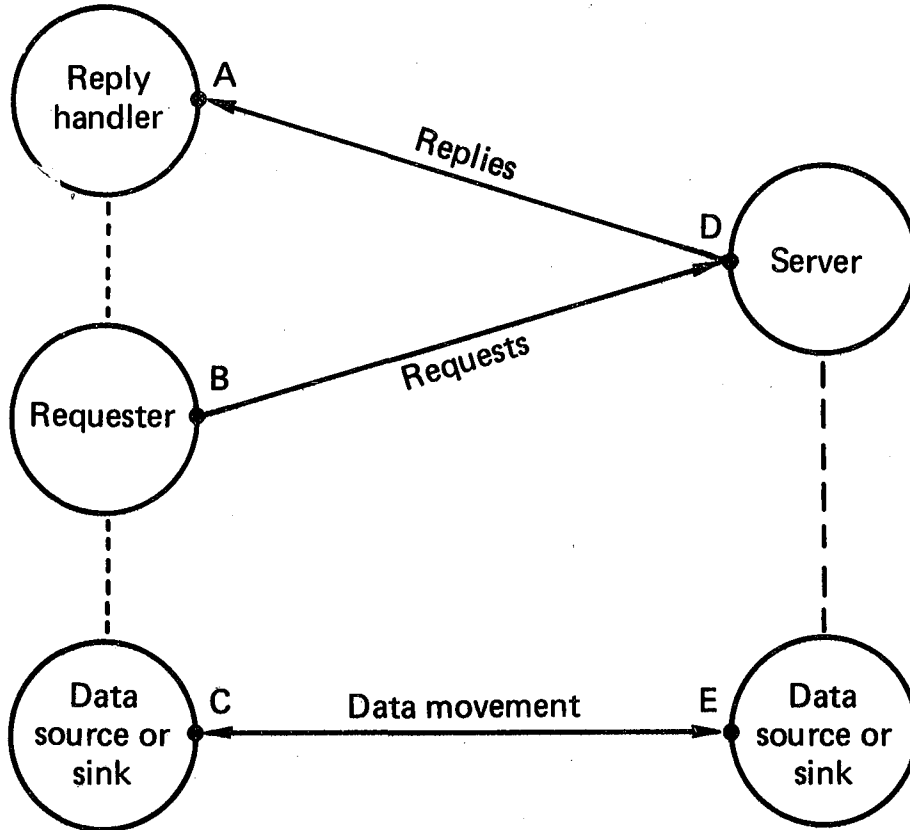 Reply
handler
A
Replies
D
Server
B
Requester
Requests
Data
source or
sink
C
Data movement
E
Data
source or
sink